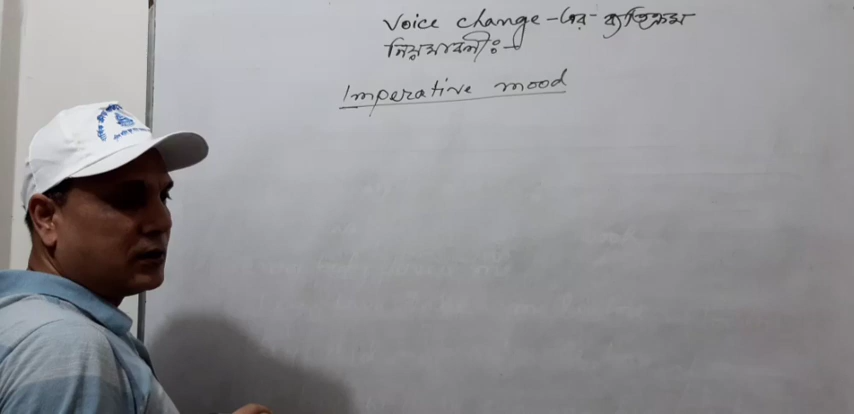 Voice change-এর ব্যতিক্রম
নিয়মাবলী :-
Imperative mood